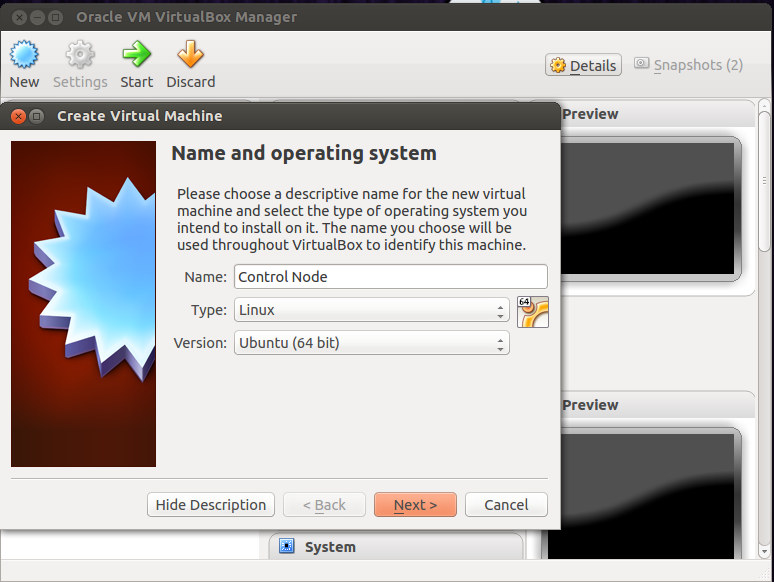 Oracle VM VirtualBox Manager
New
Settings
Start
Discard
Details
Snapshots (2)
Create Virtual Machine
Preview
Name and operating system
Please choose a descriptive name for the new virtual
machine and select the type of operating system you
intend to install on it. The name you choose will be
used throughout VirtualBox to identify this machine.
Name: Control Node
Type: Linux
64
Version: Ubuntu (64 bit)
Preview
Hide Description
< Back
Next >
Cancel
System